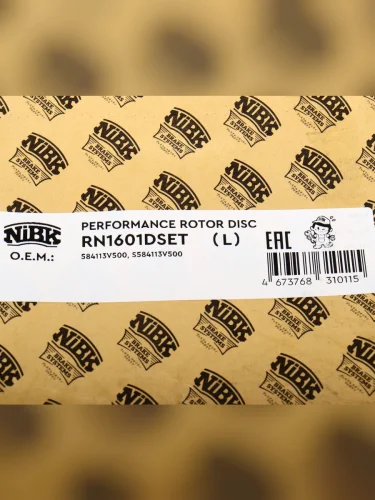 NiBK
PERFORMANCE ROTOR DISC
RN1601DSET (L)
O.E.M.:
584113V500, S584113V500
EAC
4 673768 310115
NiBK
BRAKE
SYSTEMS